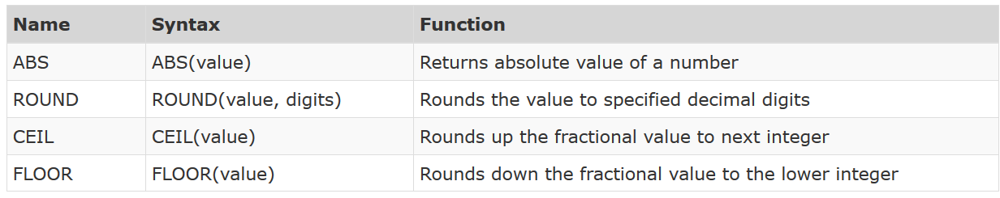 Name Syntax Function
ABS ABS(value) Returns absolute value of a number
ROUND ROUND(value, digits) Rounds the value to specified decimal digits
CEIL CEIL(value) Rounds up the fractional value to next integer
FLOOR FLOOR(value) Rounds down the fractional value to the lower integer